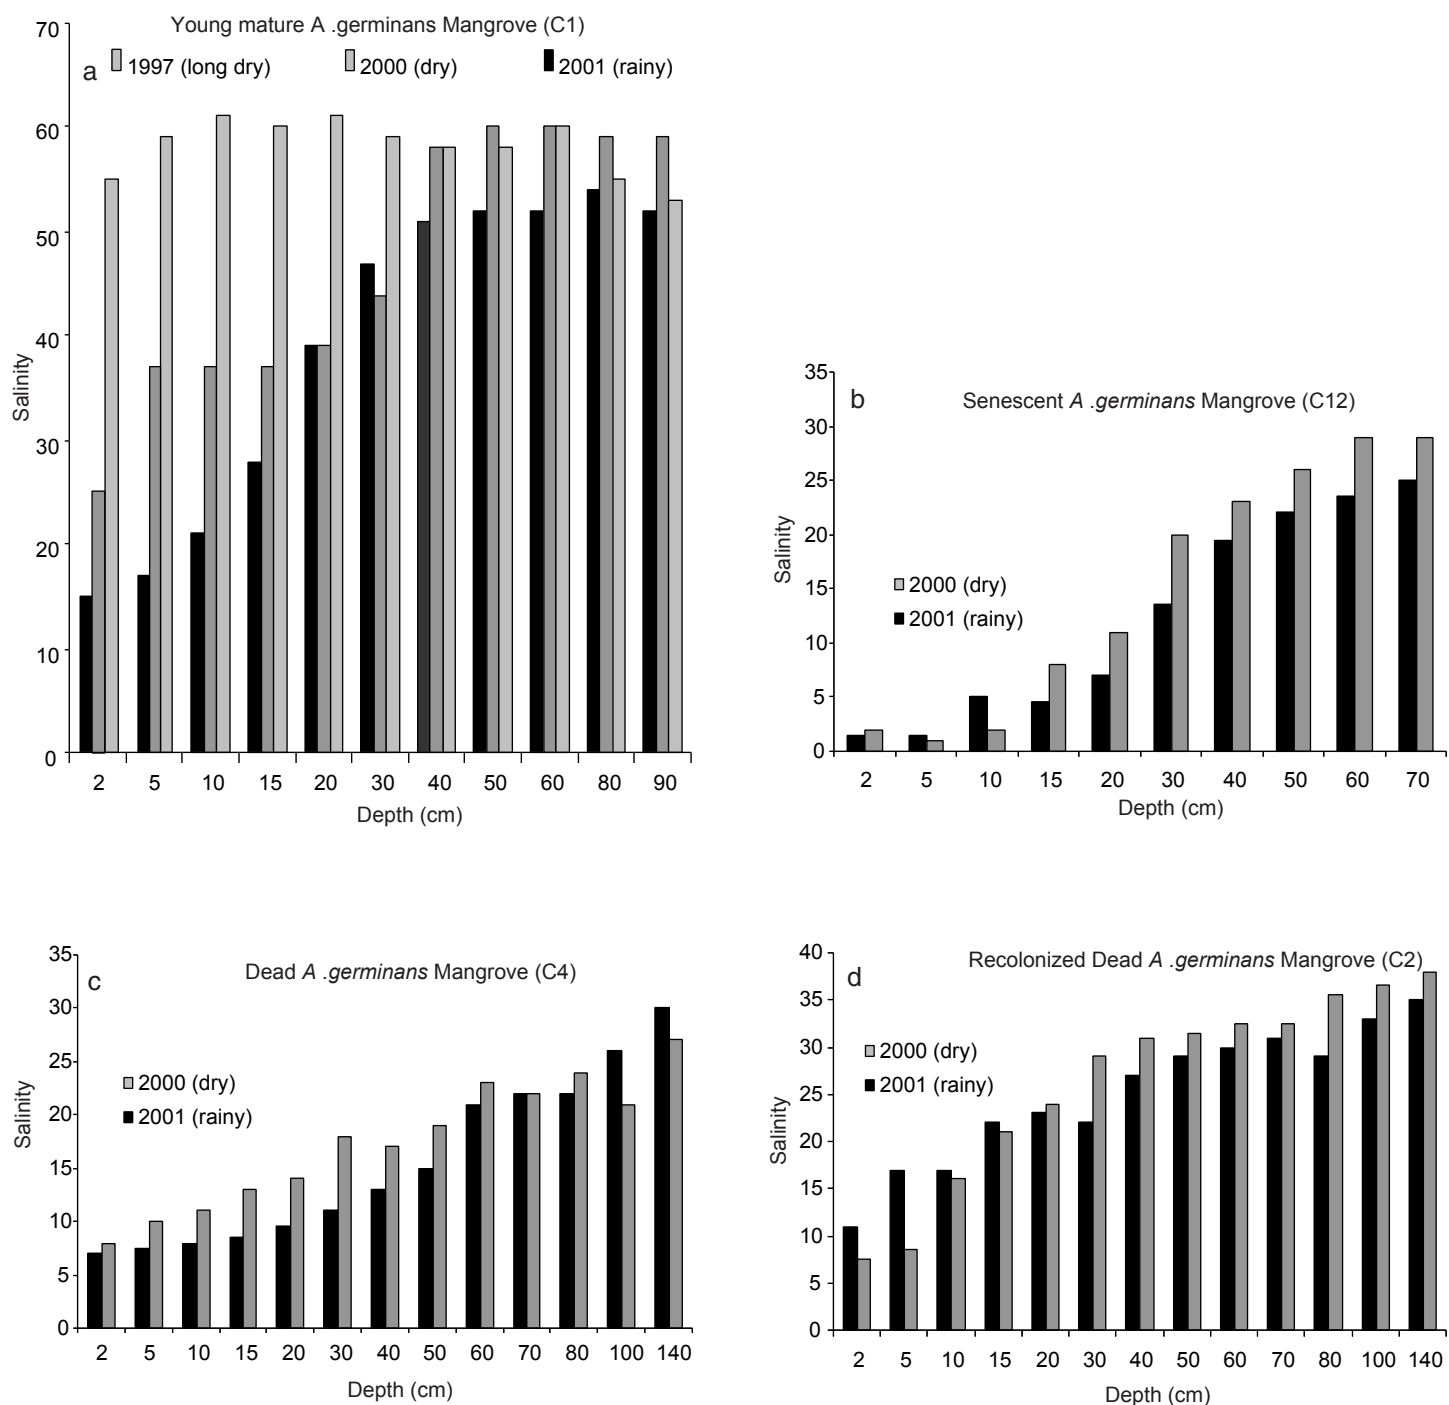 Young mature A .germinans Mangrove (C1)
a
1997 (long dry) 2000 (dry) 2001 (rainy)
70
60
50
40
30
20
10
0
Salinity
2 5 10 15 20 30 40 50 60 80 90
Depth (cm)
b
Senescent A .germinans Mangrove (C12)
2000 (dry)
2001 (rainy)
35
30
25
20
15
10
5
0
Salinity
2 5 10 15 20 30 40 50 60 70
Depth (cm)
c
Dead A .germinans Mangrove (C4)
2000 (dry)
2001 (rainy)
35
30
25
20
15
10
5
0
Salinity
2 5 10 15 20 30 40 50 60 70 80 100 140
Depth (cm)
d
Recolonized Dead A .germinans Mangrove (C2)
2000 (dry)
2001 (rainy)
40
35
30
25
20
15
10
5
0
Salinity
2 5 10 15 20 30 40 50 60 70 80 100 140
Depth (cm)